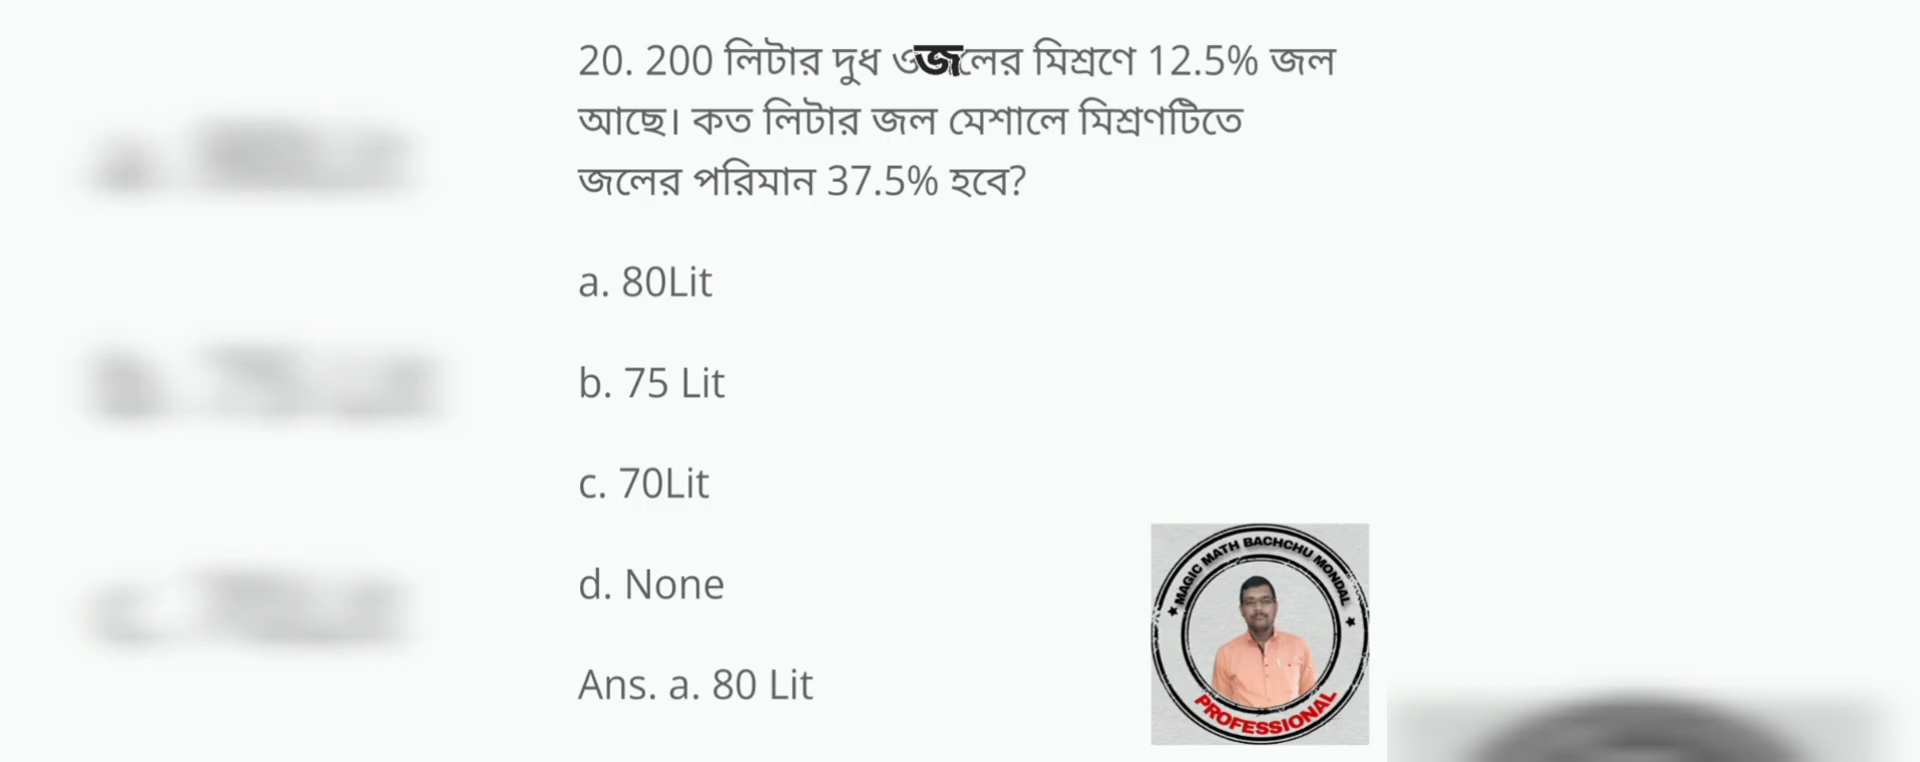 20. 200 লিটার দুধ ও জলের মিশ্রণে 12.5% জল
আছে। কত লিটার জল মেশালে মিশ্রণটিতে
জলের পরিমান 37.5% হবে?
a. 80Lit
b. 75 Lit
c. 70Lit
d. None
Ans. a. 80 Lit
MAGIC MATH BACHCHU MONDAL
PROFESSIONAL